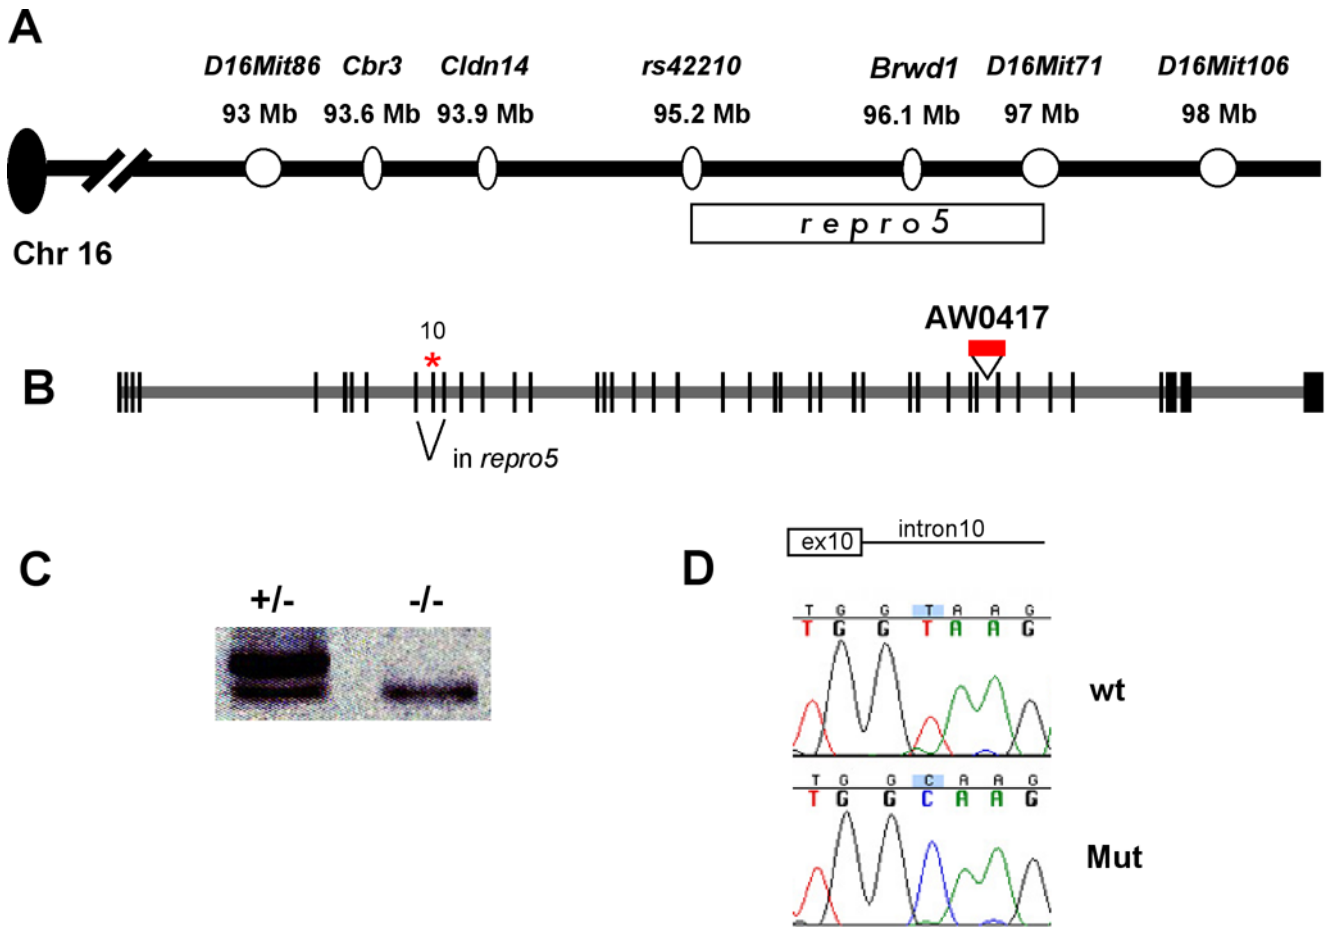 A
D16Mit86 Cbr3 Cldn14 rs42210 Brwd1 D16Mit71 D16Mit106
93 Mb 93.6 Mb 93.9 Mb 95.2 Mb 96.1 Mb 97 Mb 98 Mb
repro5
Chr 16
AW0417
10
*
B
in repro5
C
+/- -/-
D
ex10 intron10
T G G T A A G
T G G T A A G
wt
T G G C A A G
T G G C A A G
Mut